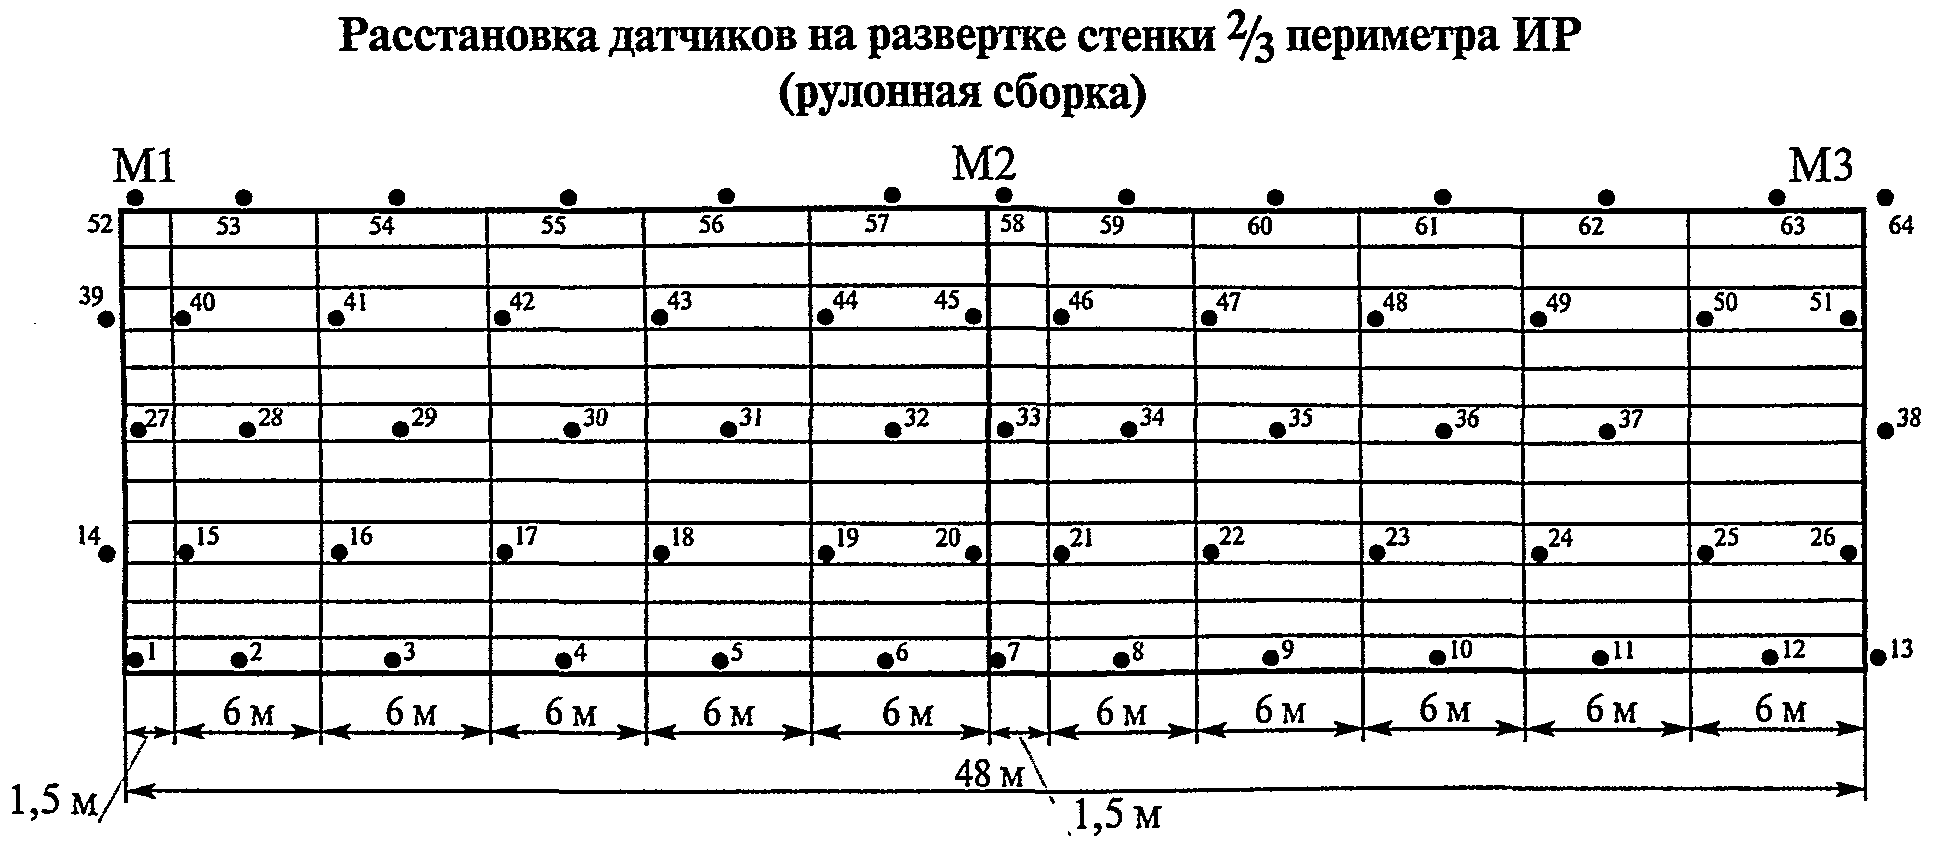 Расстановка датчиков на развертке стенки 2/3 периметра ИР
(рулонная сборка)
М1 М2 М3
52 53 54 55 56 57 58 59 60 61 62 63 64
39 40 41 42 43 44 45 46 47 48 49 50 51
27 28 29 30 31 32 33 34 35 36 37 38
14 15 16 17 18 19 20 21 22 23 24 25 26
1 2 3 4 5 6 7 8 9 10 11 12 13
6 м 6 м 6 м 6 м 6 м 6 м 6 м 6 м 6 м 6 м
48 м
1,5 м 1,5 м